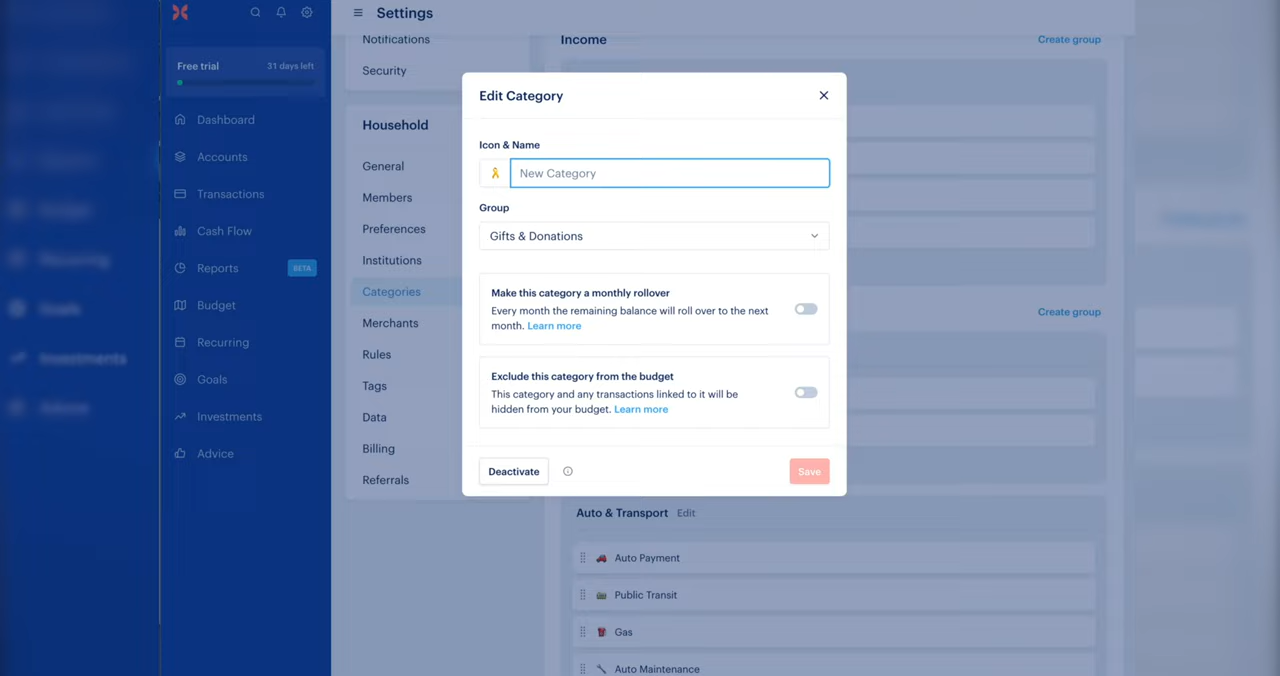 Free trial
31 days left
Dashboard
Accounts
Transactions
Cash Flow
Reports
BETA
Budget
Recurring
Goals
Investments
Advice
Settings
Notifications
Security
Household
General
Members
Preferences
Institutions
Categories
Merchants
Rules
Tags
Data
Billing
Referrals
Income
Create group
Create group
Edit Category
Icon & Name
New Category
Group
Gifts & Donations
Make this category a monthly rollover
Every month the remaining balance will roll over to the next
month. Learn more
Exclude this category from the budget
This category and any transactions linked to it will be
hidden from your budget. Learn more
Deactivate
Save
Auto & Transport Edit
Auto Payment
Public Transit
Gas
Auto Maintenance